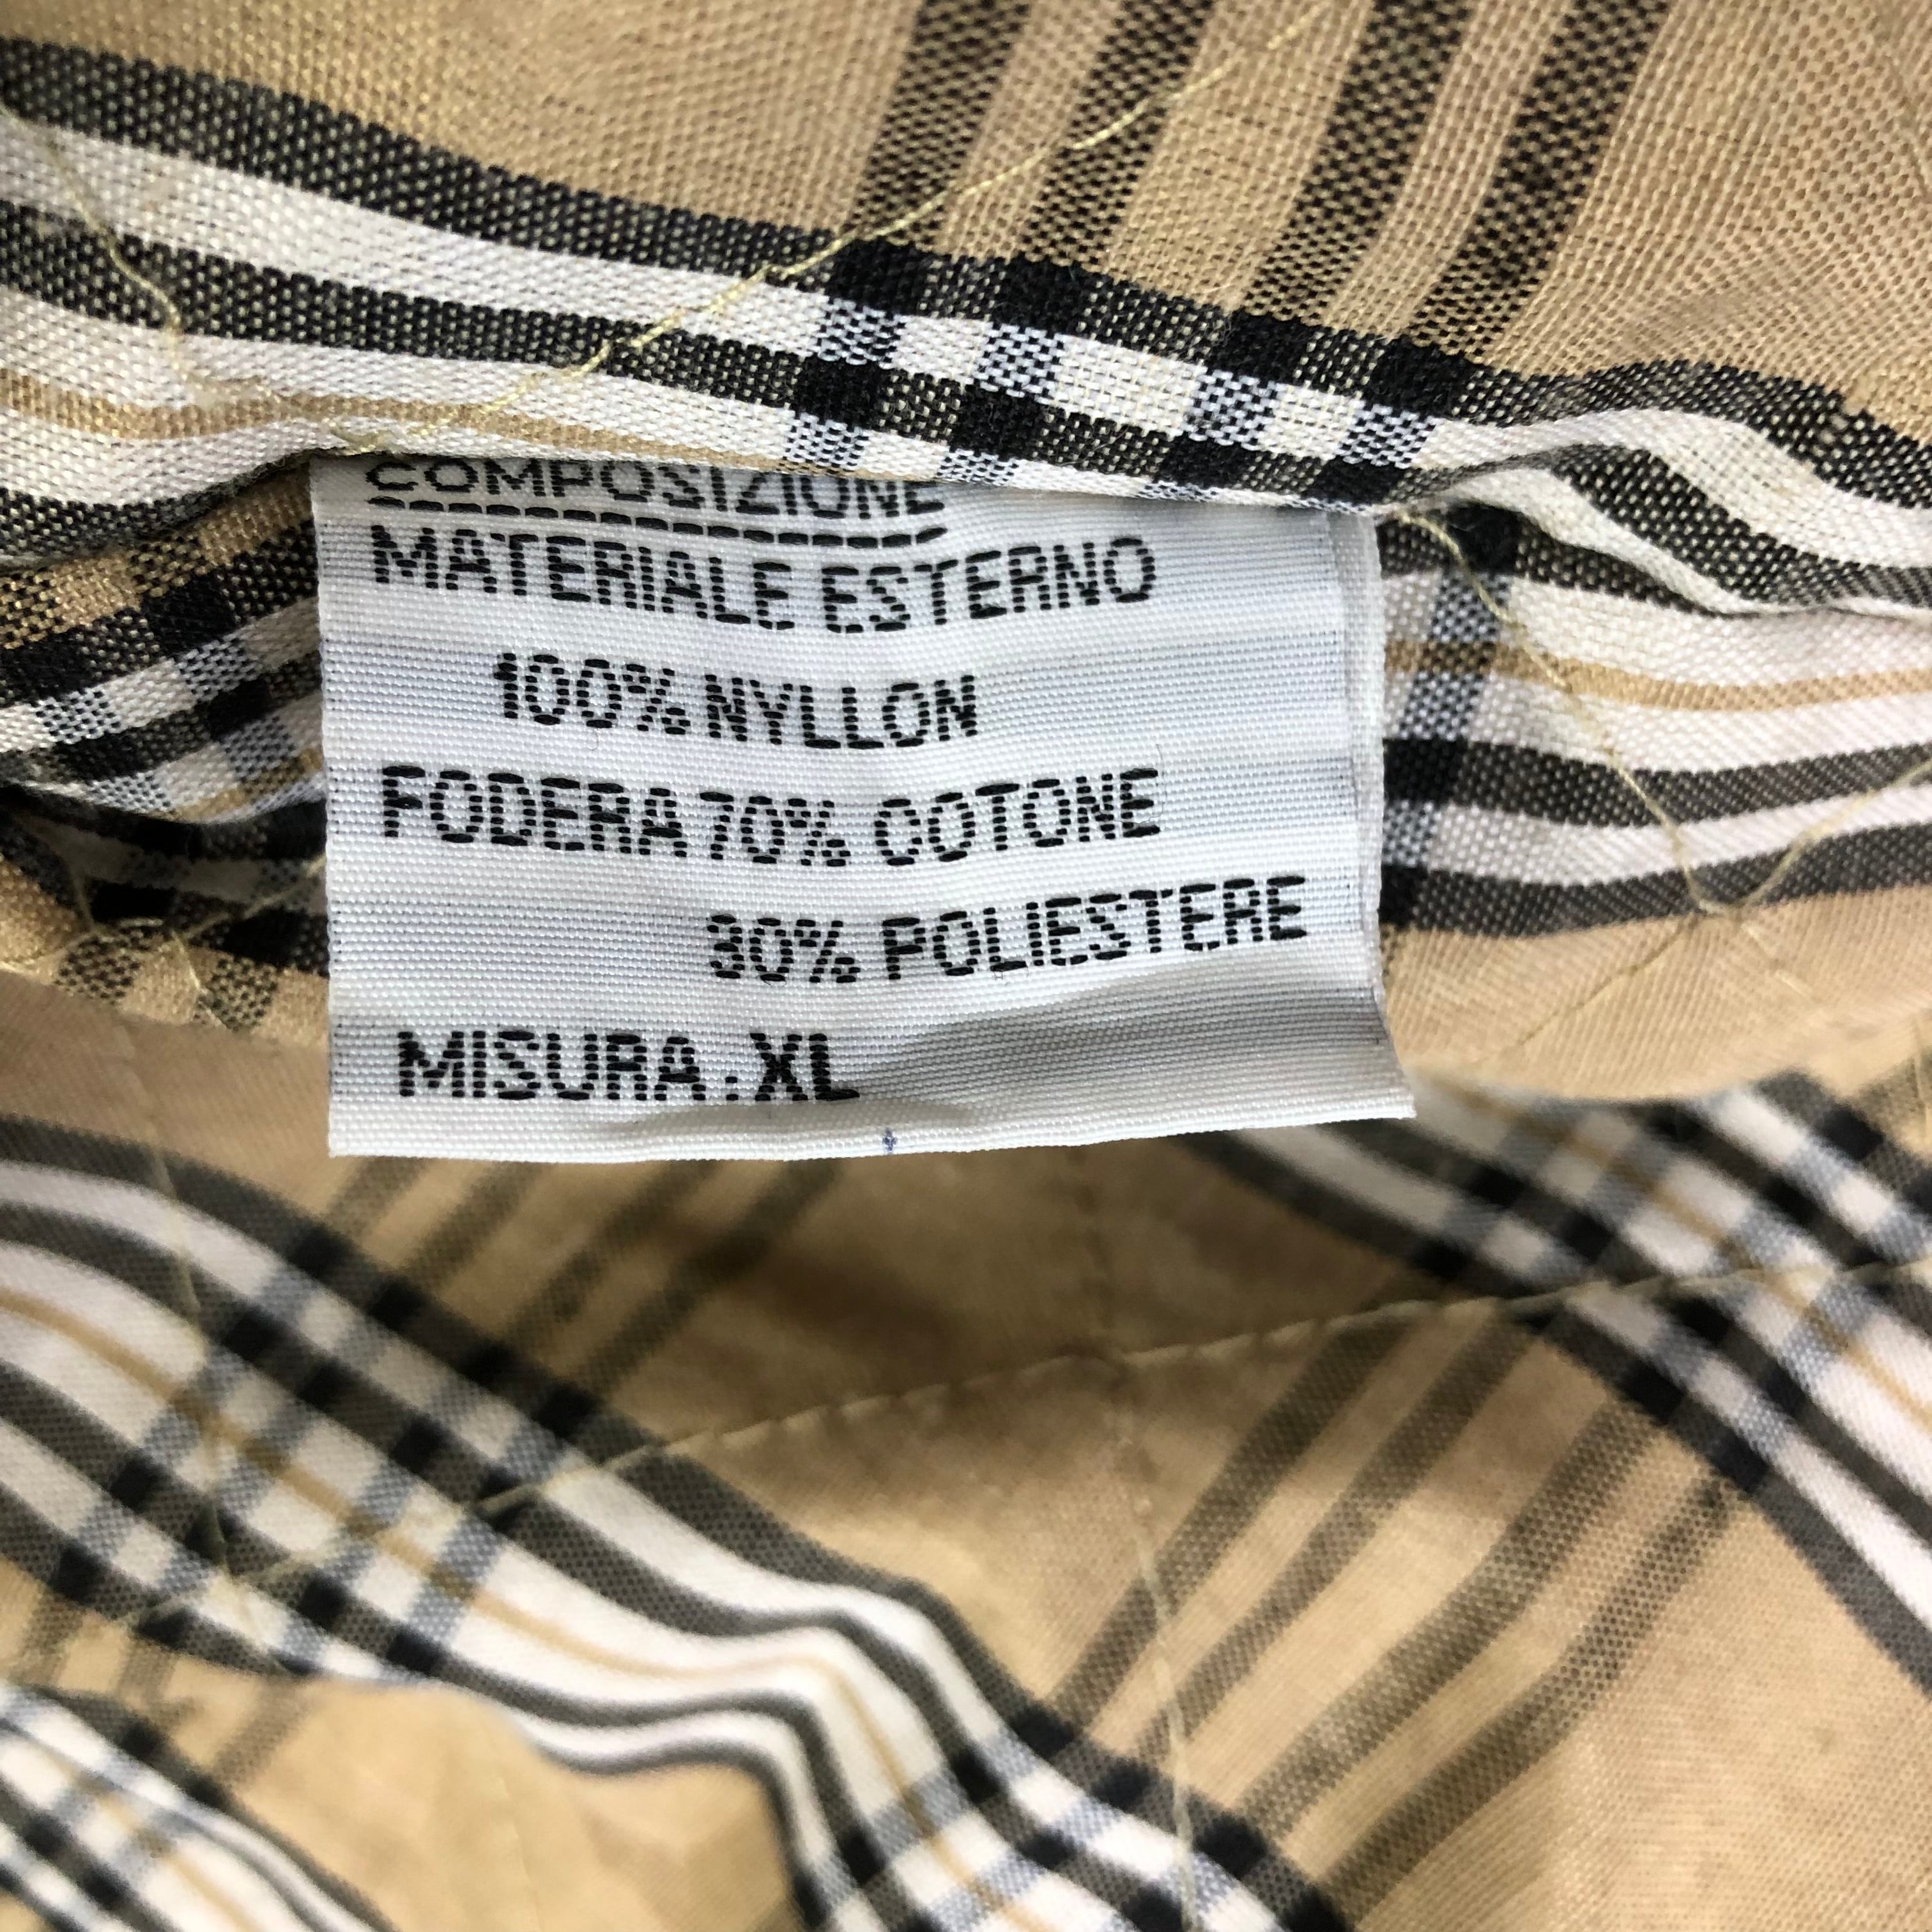 COMPOSIZIONE
MATERIALE ESTERNO
100% NYLLON
FODERA 70% COTONE
30% POLIESTERE
MISURA : XL